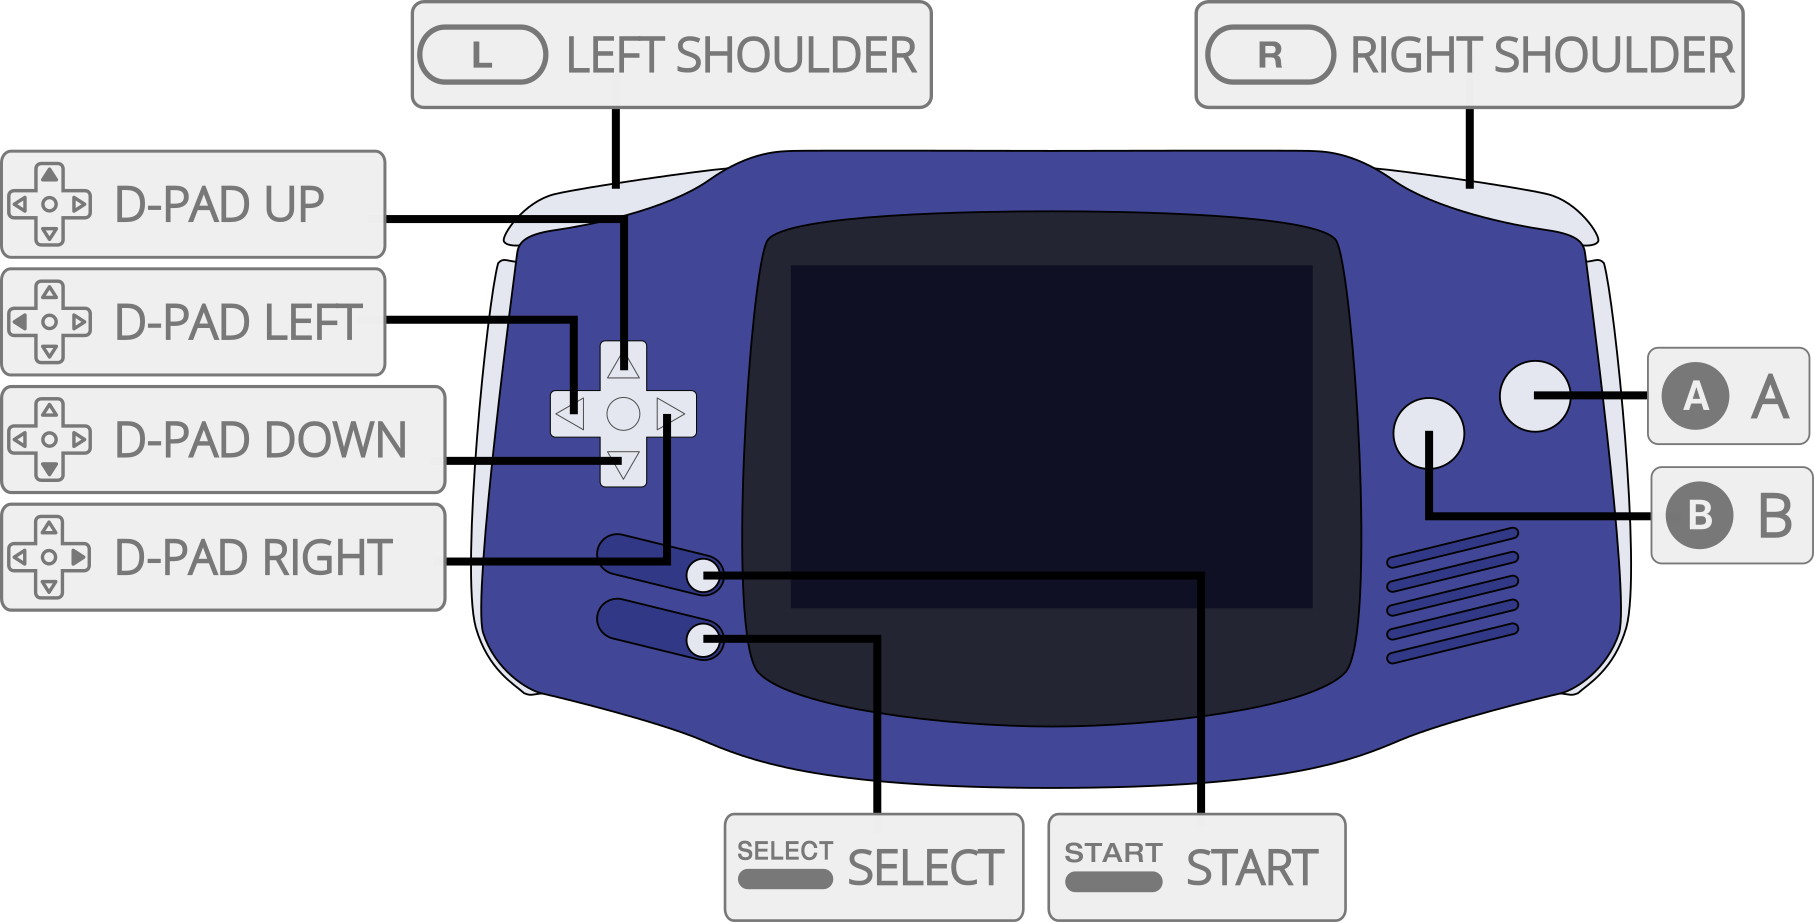 L LEFT SHOULDER
R RIGHT SHOULDER
D-PAD UP
D-PAD LEFT
D-PAD DOWN
D-PAD RIGHT
A A
B B
SELECT SELECT
START START